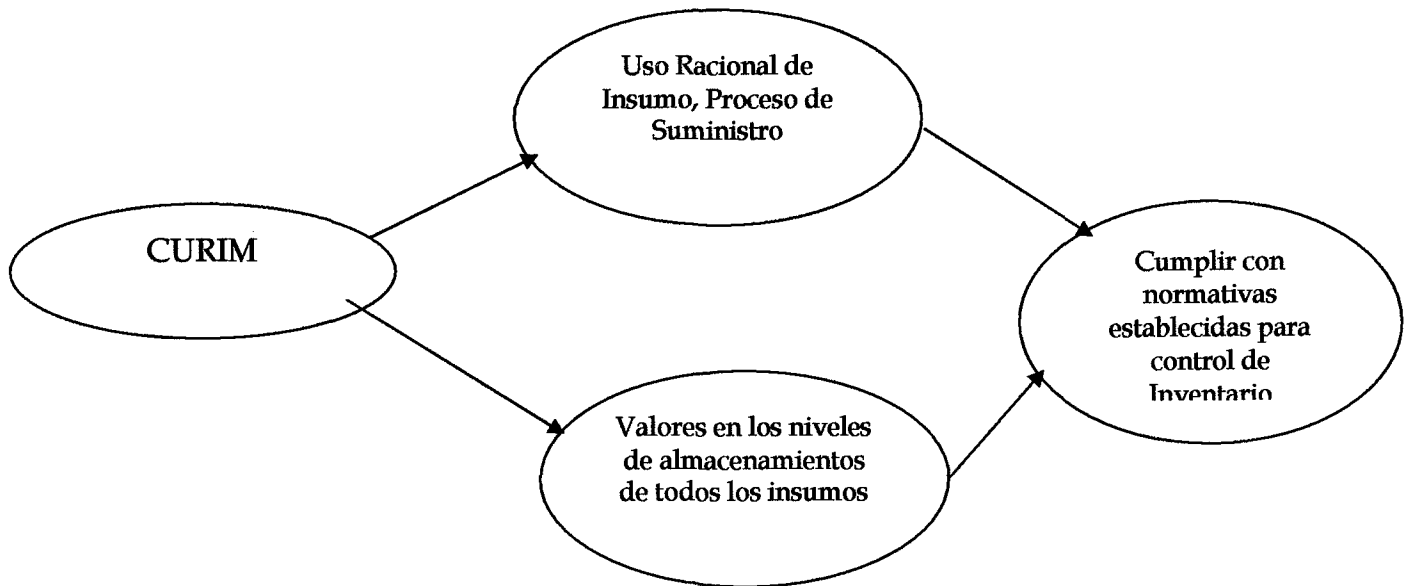 Uso Racional de
Insumo, Proceso de
Suministro
CURIM
Cumplir con
normativas
establecidas para
control de
Inventario
Valores en los niveles
de almacenamientos
de todos los insumos